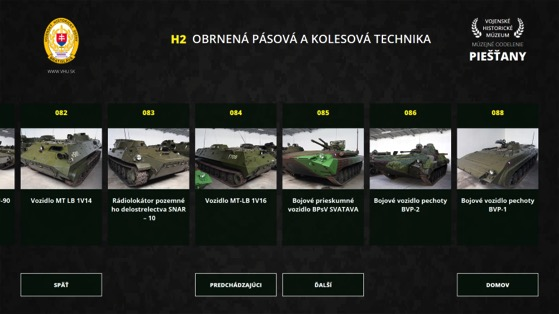 H2 OBRNENÁ PÁSOVÁ A KOLESOVÁ TECHNIKA
WWW.VHU.SK
VOJENSKÉ
HISTORICKÉ
MÚZEUM
MÚZEJNÉ ODDELENIE
PIEŠŤANY
082
083
084
085
086
088
-90
Vozidlo MT LB 1V14
Rádiolokátor pozemné
ho delostrelectva SNAR
– 10
Vozidlo MT-LB 1V16
Bojové prieskumné
vozidlo BPsV SVATAVA
Bojové vozidlo pechoty
BVP-2
Bojové vozidlo pechoty
BVP-1
SPÄŤ
PREDCHÁDZAJÚCI
ĎALŠÍ
DOMOV